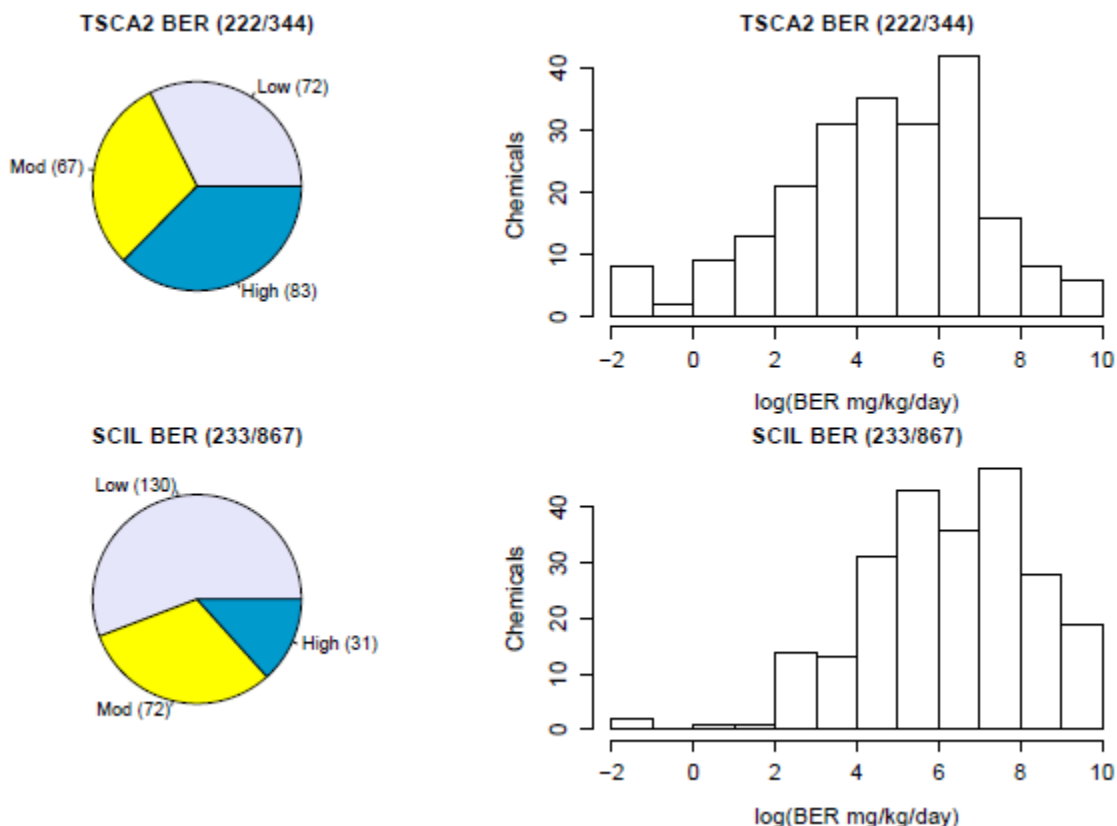 TSCA2 BER (222/344)
Low (72)
Mod (67)
High (83)
TSCA2 BER (222/344)
Chemicals
40
30
20
10
0
−2 0 2 4 6 8 10
log(BER mg/kg/day)
SCIL BER (233/867)
Low (130)
High (31)
Mod (72)
SCIL BER (233/867)
Chemicals
40
30
20
10
0
−2 0 2 4 6 8 10
log(BER mg/kg/day)